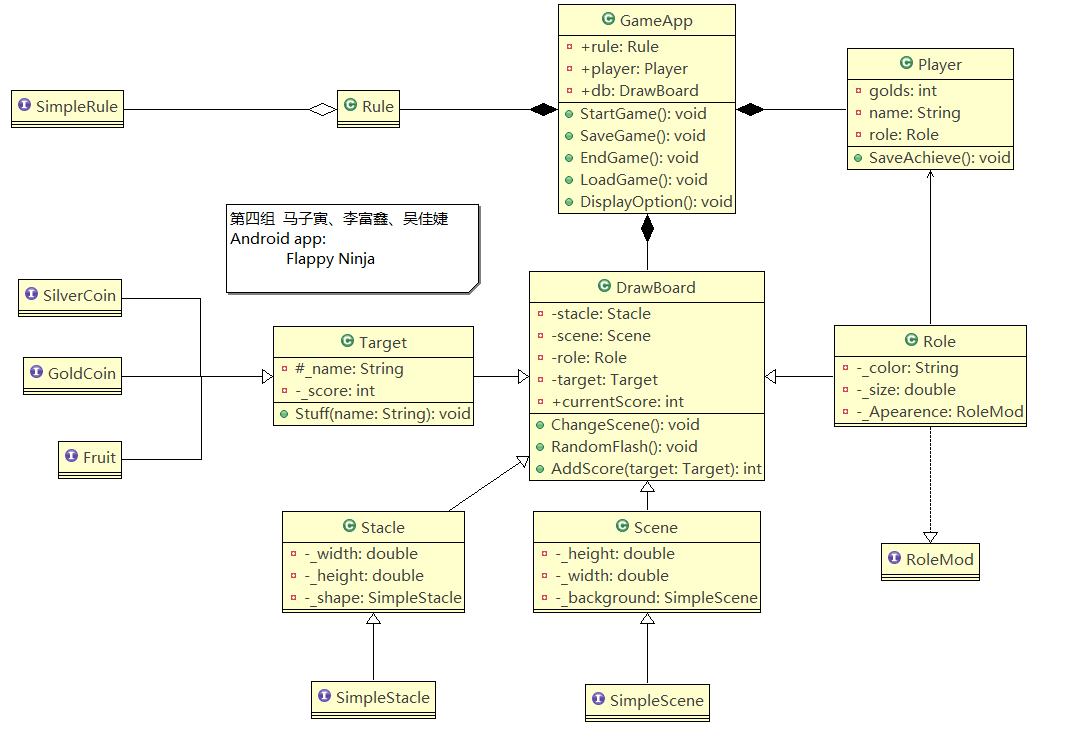 GameApp
+rule: Rule
+player: Player
+db: DrawBoard
StartGame(): void
SaveGame(): void
EndGame(): void
LoadGame(): void
DisplayOption(): void
Player
golds: int
name: String
role: Role
SaveAchieve(): void
SimpleRule
Rule
第四组 马子寅、李富鑫、吴佳婕
Android app:
Flappy Ninja
SilverCoin
GoldCoin
Fruit
Target
#_name: String
-_score: int
Stuff(name: String): void
DrawBoard
-stacle: Stacle
-scene: Scene
-role: Role
-target: Target
+currentScore: int
ChangeScene(): void
RandomFlash(): void
AddScore(target: Target): int
Role
-_color: String
-_size: double
-_Apearence: RoleMod
Stacle
-_width: double
-_height: double
-_shape: SimpleStacle
Scene
-_height: double
-_width: double
-_background: SimpleScene
RoleMod
SimpleStacle
SimpleScene